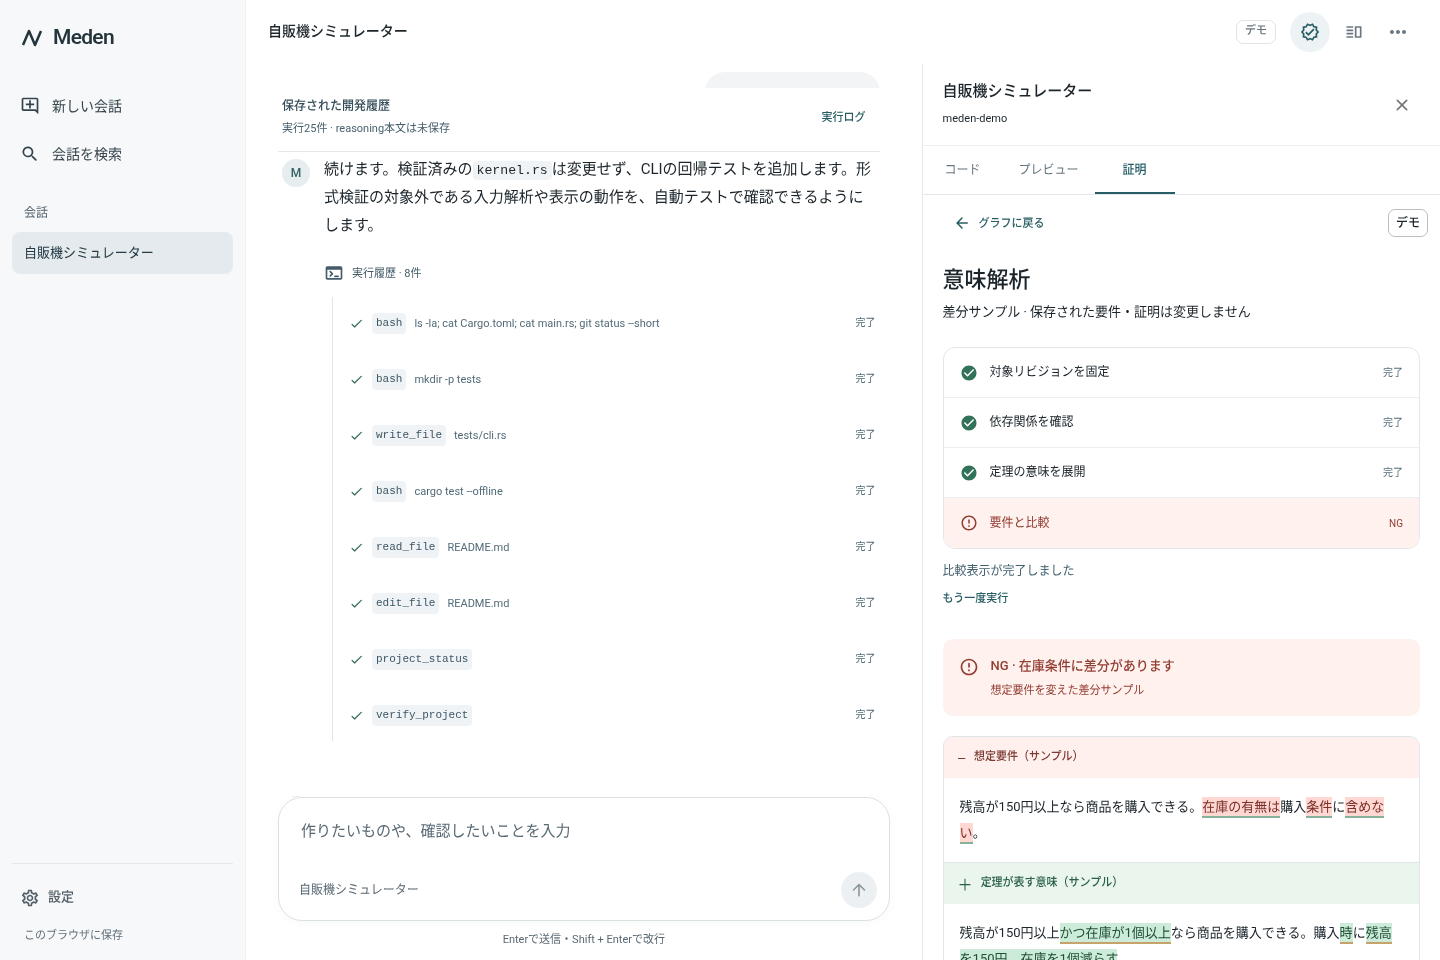 Meden
新しい会話
会話を検索
会話
自販機シミュレーター
設定
このブラウザに保存
自販機シミュレーター
デモ
保存された開発履歴
実行25件 · reasoning本文は未保存
実行ログ
M
続けます。検証済みの kernel.rs は変更せず、CLIの回帰テストを追加します。形
式検証の対象外である入力解析や表示の動作を、自動テストで確認できるように
します。
実行履歴 · 8件
bash ls -la; cat Cargo.toml; cat main.rs; git status --short 完了
bash mkdir -p tests 完了
write_file tests/cli.rs 完了
bash cargo test --offline 完了
read_file README.md 完了
edit_file README.md 完了
project_status 完了
verify_project 完了
作りたいものや、確認したいことを入力
自販機シミュレーター
Enterで送信・Shift + Enterで改行
自販機シミュレーター
meden-demo
コード プレビュー 証明
グラフに戻る
デモ
意味解析
差分サンプル · 保存された要件・証明は変更しません
対象リビジョンを固定 完了
依存関係を確認 完了
定理の意味を展開 完了
要件と比較 NG
比較表示が完了しました
もう一度実行
NG · 在庫条件に差分があります
想定要件を変えた差分サンプル
− 想定要件（サンプル）
残高が150円以上なら商品を購入できる。在庫の有無は購入条件に含めな
い。
+ 定理が表す意味（サンプル）
残高が150円以上かつ在庫が1個以上なら商品を購入できる。購入時に残高
を150円、在庫を1個減らす